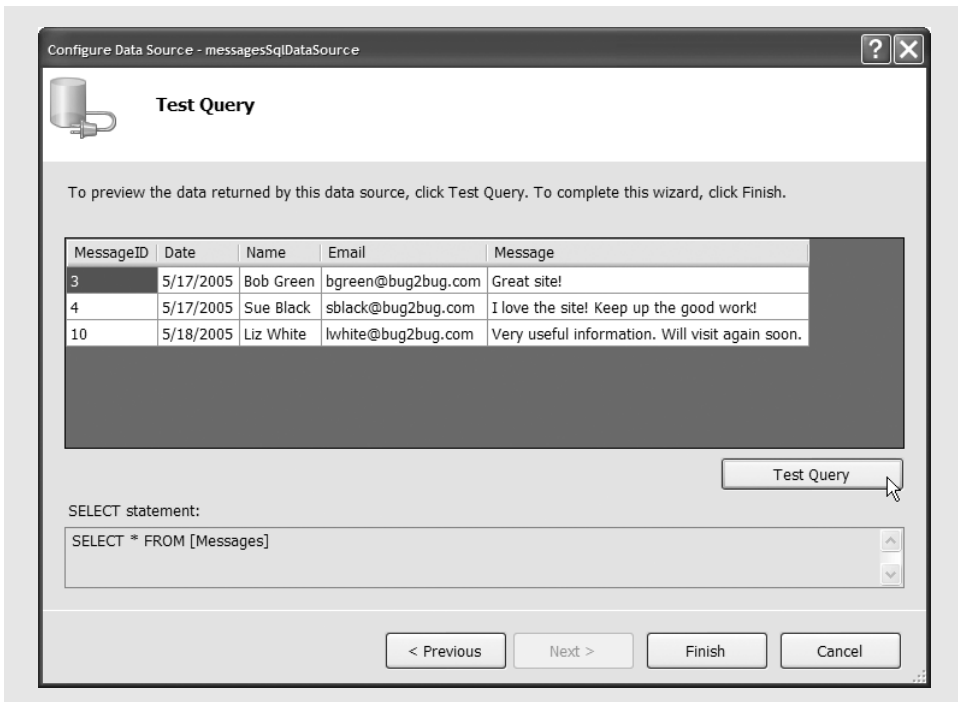 Configure Data Source - messagesSqlDataSource
Test Query
To preview the data returned by this data source, click Test Query. To complete this wizard, click Finish.
MessageID Date Name Email Message
3 5/17/2005 Bob Green bgreen@bug2bug.com Great site!
4 5/17/2005 Sue Black sblack@bug2bug.com I love the site! Keep up the good work!
10 5/18/2005 Liz White lwhite@bug2bug.com Very useful information. Will visit again soon.
Test Query
SELECT statement:
SELECT * FROM [Messages]
< Previous Next > Finish Cancel